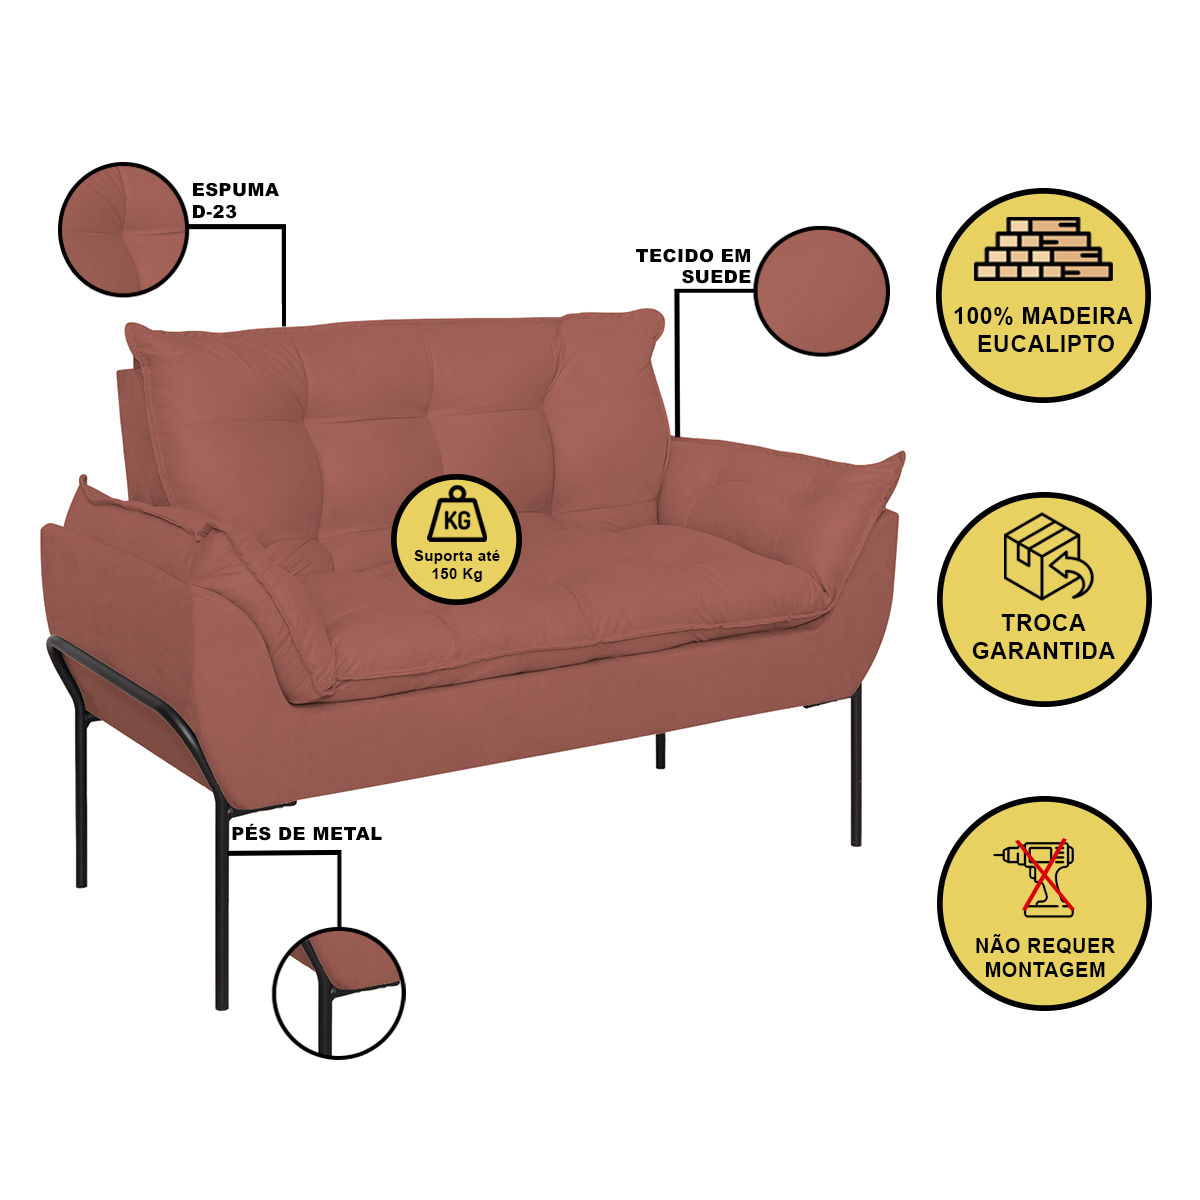 ESPUMA
D-23
TECIDO EM
SUEDE
100% MADEIRA
EUCALIPTO
KG
Suporta até
150 Kg
TROCA
GARANTIDA
PÉS DE METAL
NÃO REQUER
MONTAGEM